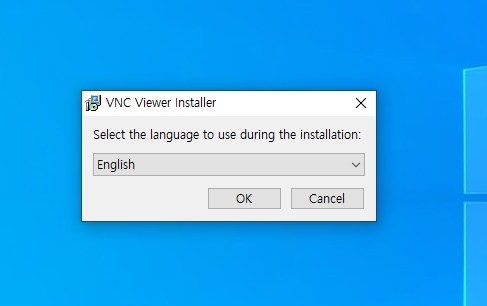 VNC Viewer Installer
Select the language to use during the installation:
English
OK Cancel